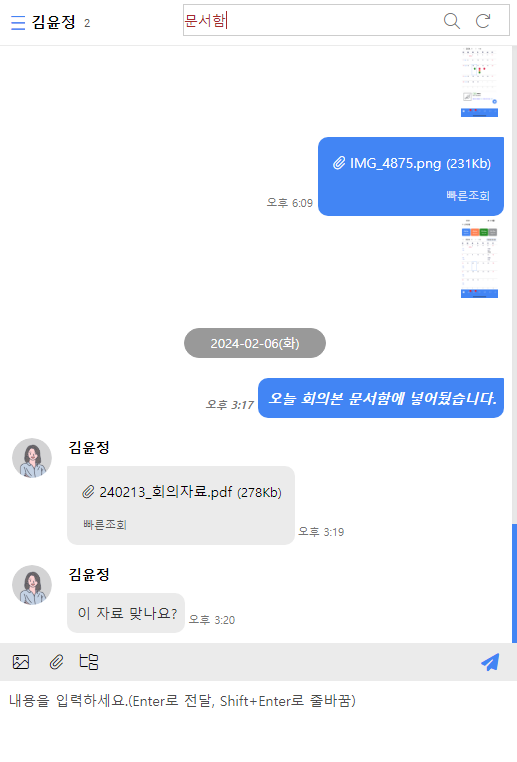 김윤정 2
문서함
IMG_4875.png (231Kb)
빠른조회
오후 6:09
2024-02-06(화)
오후 3:17
오늘 회의본 문서함에 넣어뒀습니다.
김윤정
240213_회의자료.pdf (278Kb)
빠른조회
오후 3:19
김윤정
이 자료 맞나요?
오후 3:20
내용을 입력하세요.(Enter로 전달, Shift+Enter로 줄바꿈)